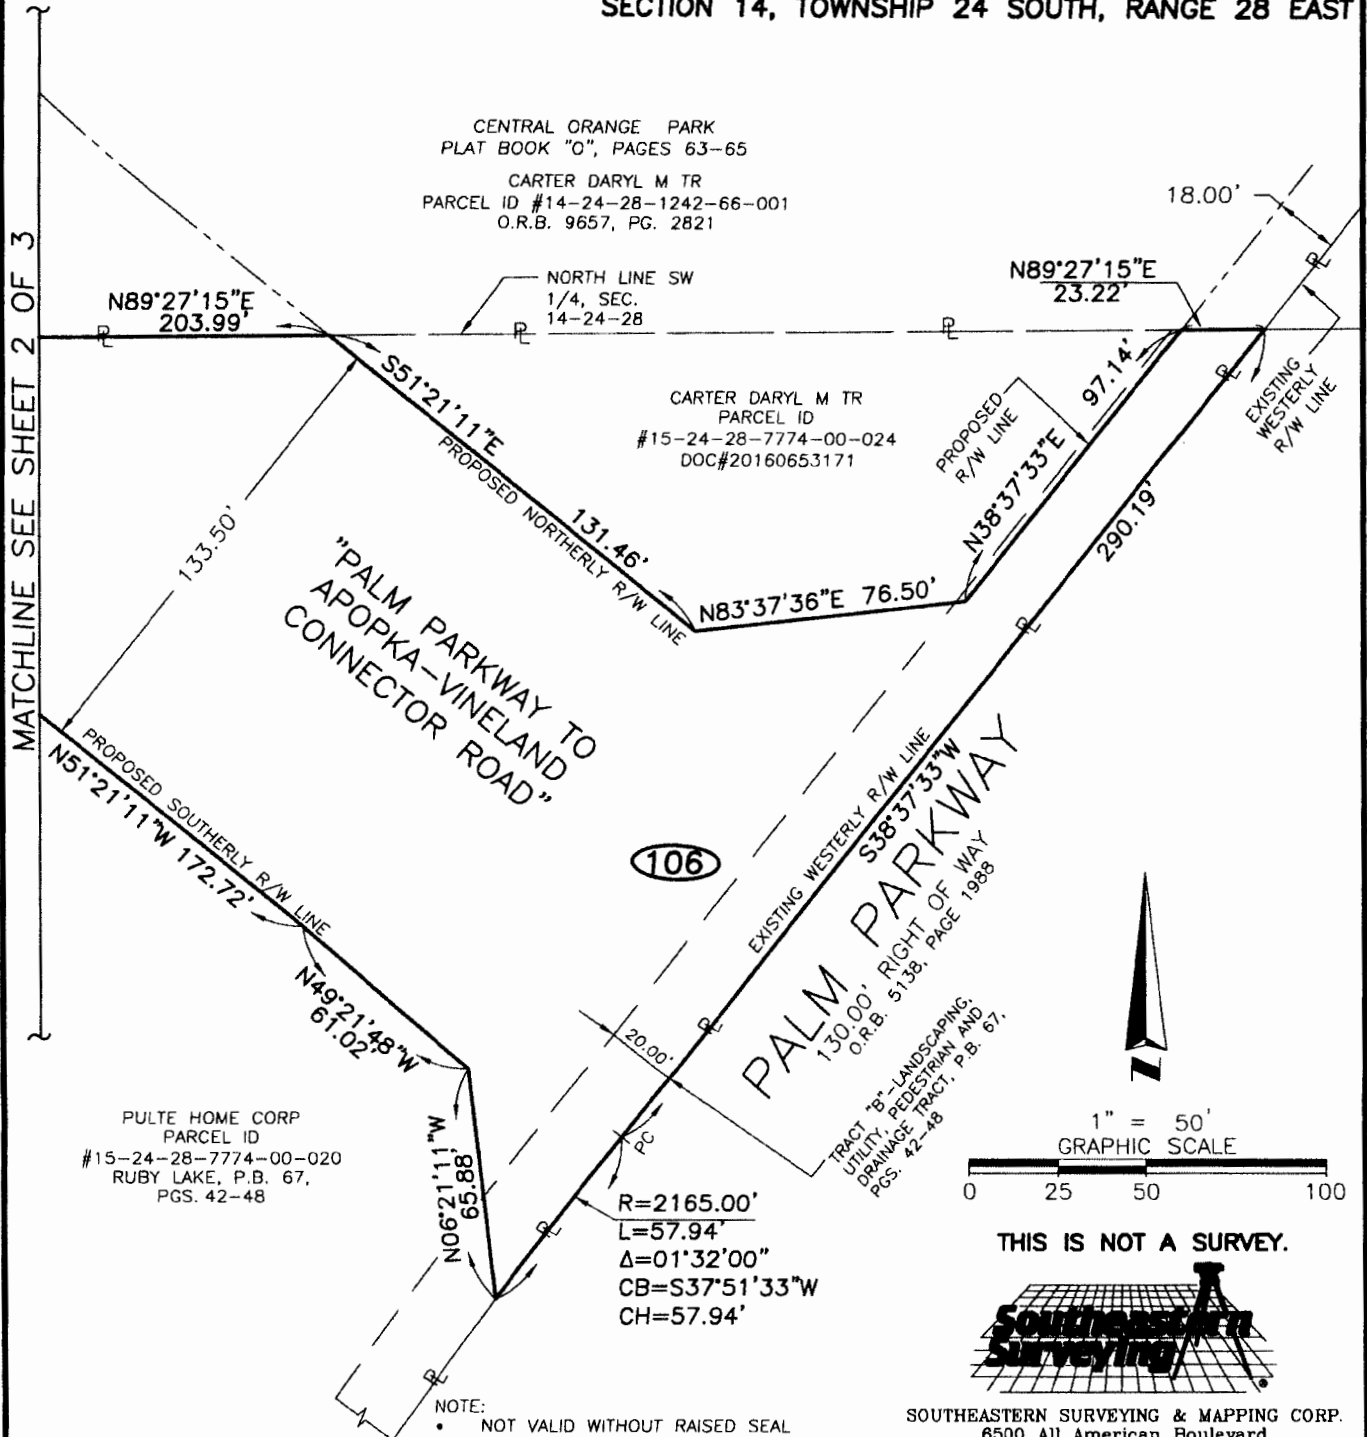 SECTION 14, TOWNSHIP 24 SOUTH, RANGE 28 EAST
CENTRAL ORANGE PARK
PLAT BOOK "O", PAGES 63-65
CARTER DARYL M TR
PARCEL ID #14-24-28-1242-66-001
O.R.B. 9657, PG. 2821
18.00'
MATCHLINE SEE SHEET 2 OF 3
N89°27'15"E
203.99'
NORTH LINE SW
1/4, SEC.
14-24-28
N89°27'15"E
23.22'
PL
PL
PL
PL
PL
EXISTING
WESTERLY
R/W LINE
S51°21'11"E
131.46'
PROPOSED NORTHERLY R/W LINE
CARTER DARYL M TR
PARCEL ID
#15-24-28-7774-00-024
DOC#20160653171
PROPOSED
R/W LINE
N38°37'33"E
97.14'
290.19'
133.50'
"PALM PARKWAY TO
APOPKA-VINELAND
CONNECTOR ROAD"
N83°37'36"E 76.50'
PL
PROPOSED SOUTHERLY R/W LINE
N51°21'11"W 172.72'
106
EXISTING WESTERLY R/W LINE
S38°37'33"W
PALM PARKWAY
130.00' RIGHT OF WAY
O.R.B. 5138, PAGE 1988
N49°21'48"W
61.02'
20.00'
PL
TRACT "B"-LANDSCAPING,
UTILITY, PEDESTRIAN AND
DRAINAGE TRACT, P.B. 67,
PGS. 42-48
PULTE HOME CORP
PARCEL ID
#15-24-28-7774-00-020
RUBY LAKE, P.B. 67,
PGS. 42-48
N06°21'11"W
65.88'
PC
PL
R=2165.00'
L=57.94'
Δ=01°32'00"
CB=S37°51'33"W
CH=57.94'
PL
N
1" = 50'
GRAPHIC SCALE
0 25 50 100
THIS IS NOT A SURVEY.
Southeastern
Surveying
®
SOUTHEASTERN SURVEYING & MAPPING CORP.
6500 All American Boulevard
NOTE:
• NOT VALID WITHOUT RAISED SEAL